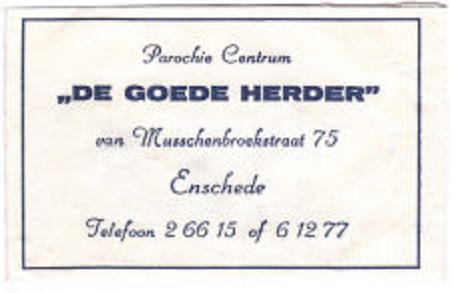 Parochie Centrum
„DE GOEDE HERDER”
van Musschenbroekstraat 75
Enschede
Telefoon 2 66 15 of 6 12 77